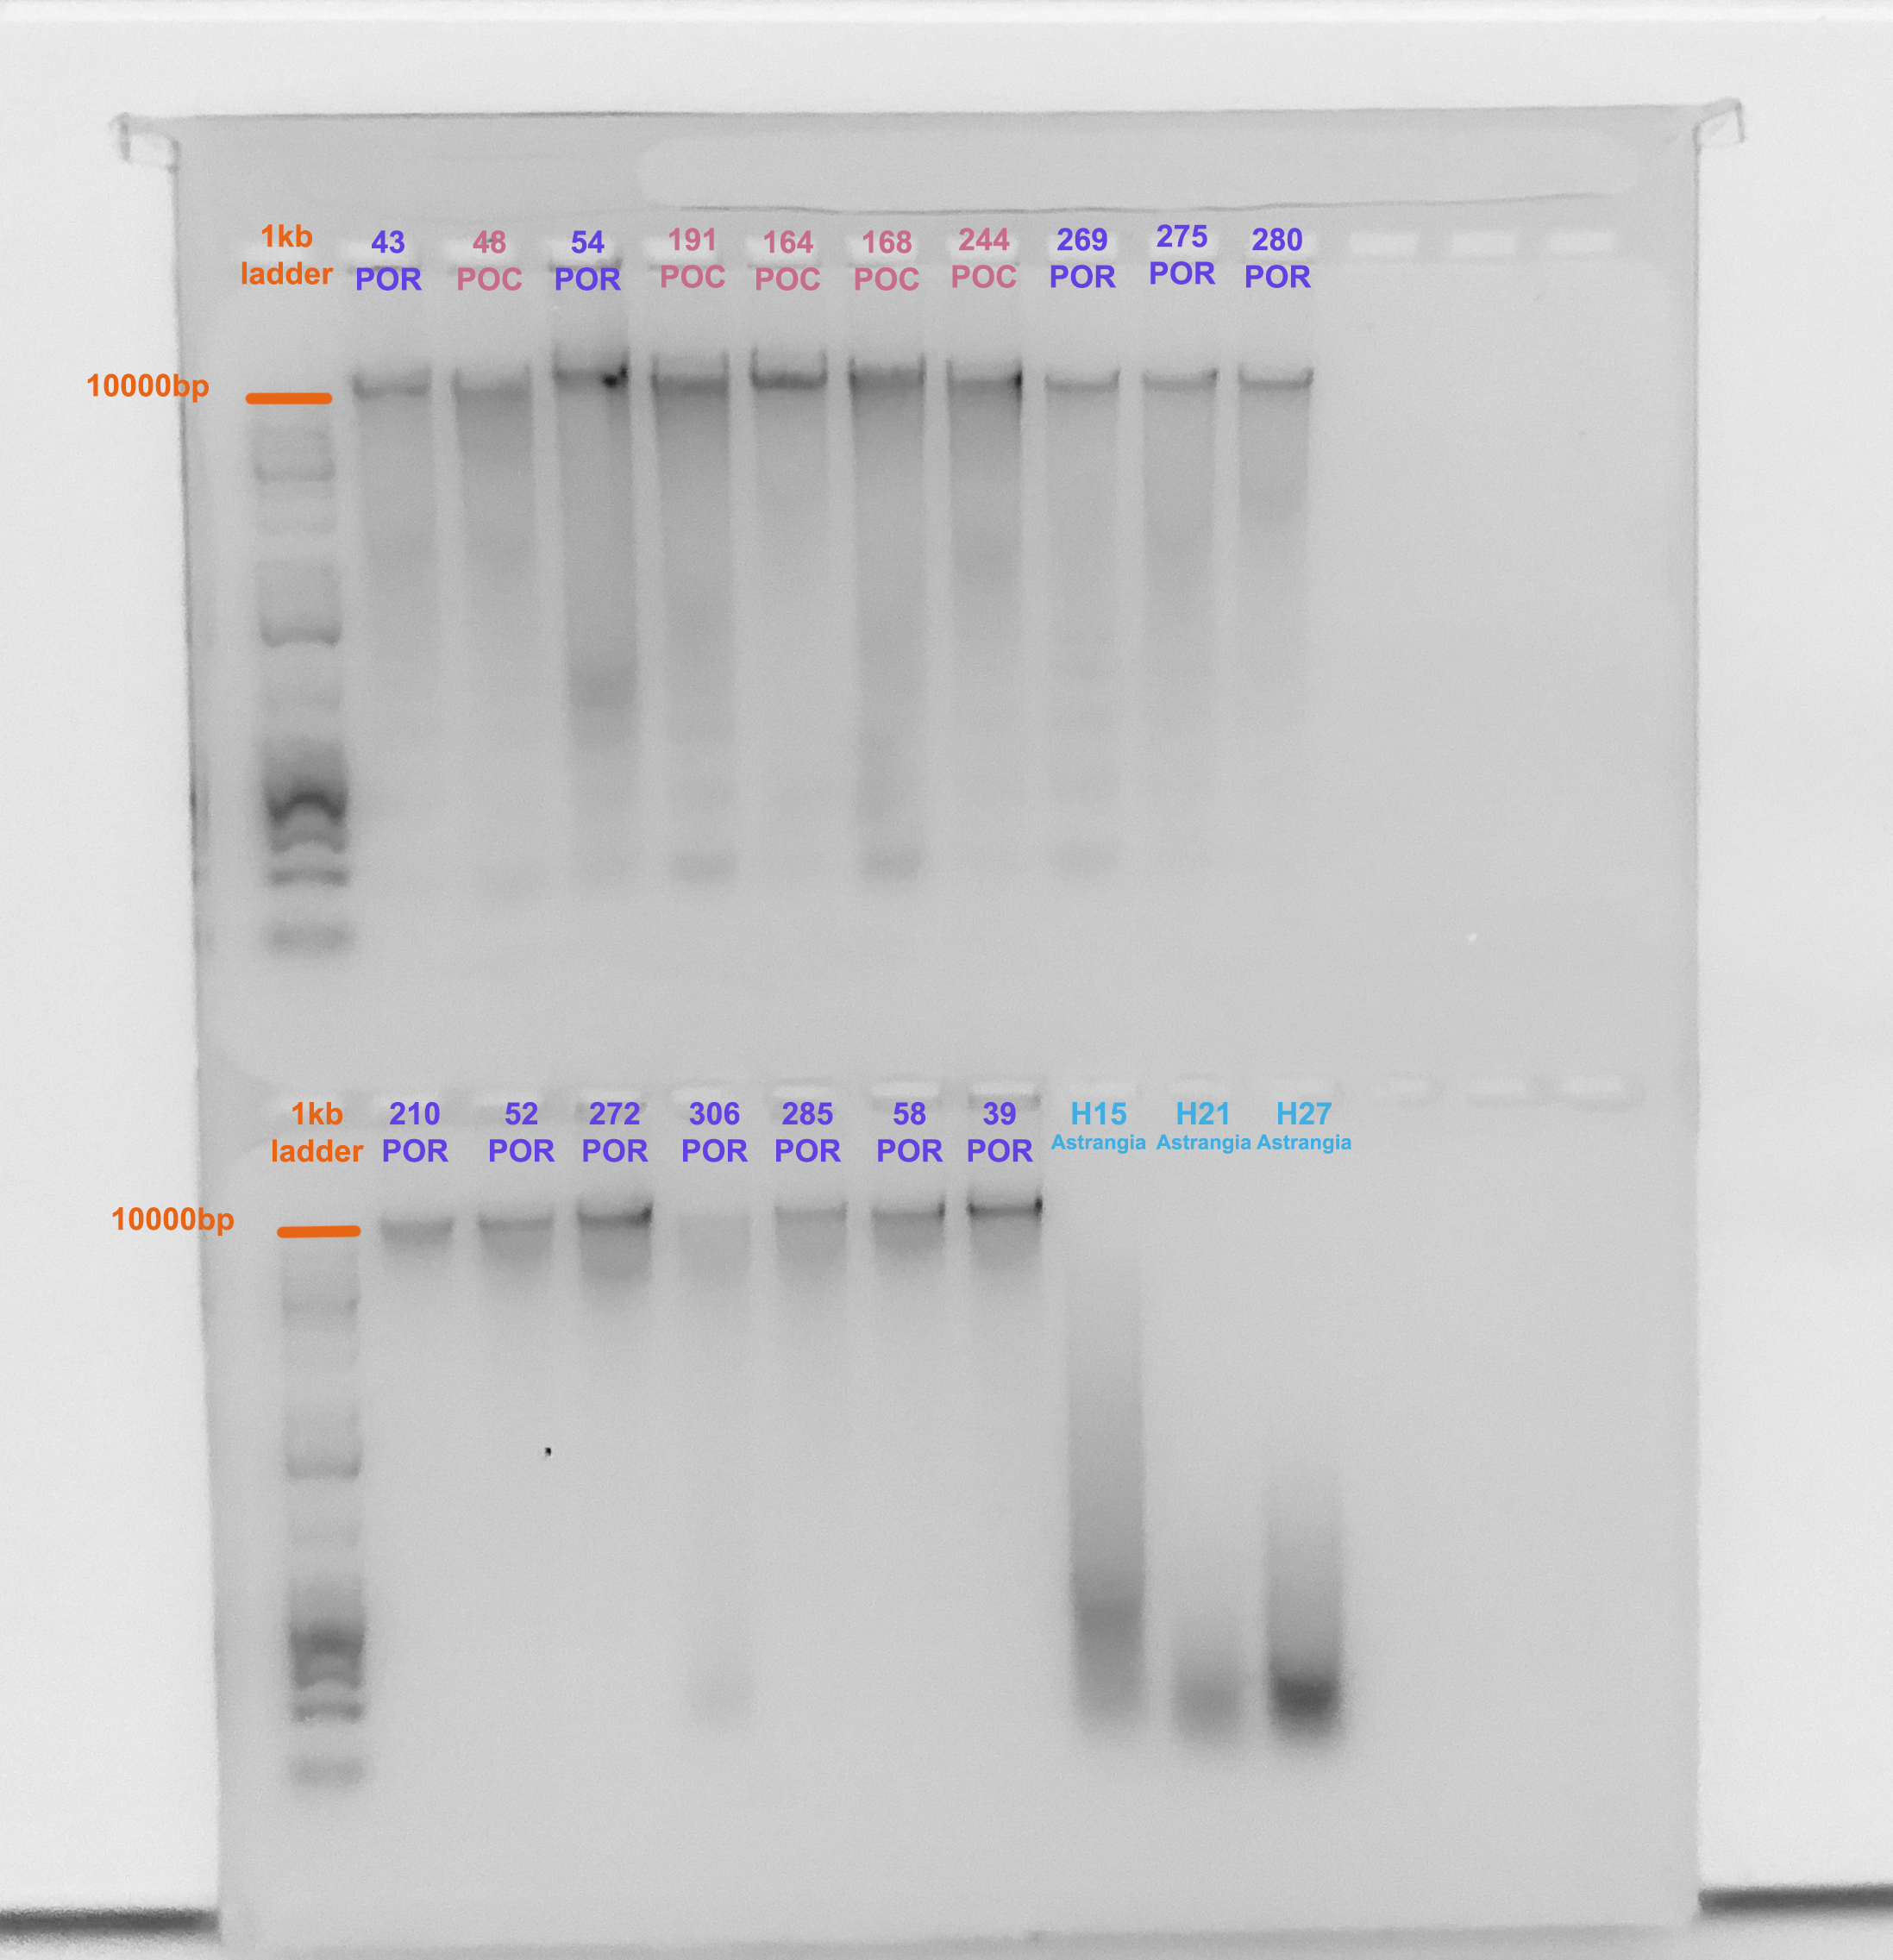 1kb 43 48 54 191 164 168 244 269 275 280
ladder POR POC POR POC POC POC POC POR POR POR
10000bp
1kb 210 52 272 306 285 58 39 H15 H21 H27
ladder POR POR POR POR POR POR POR Astrangia Astrangia Astrangia
10000bp